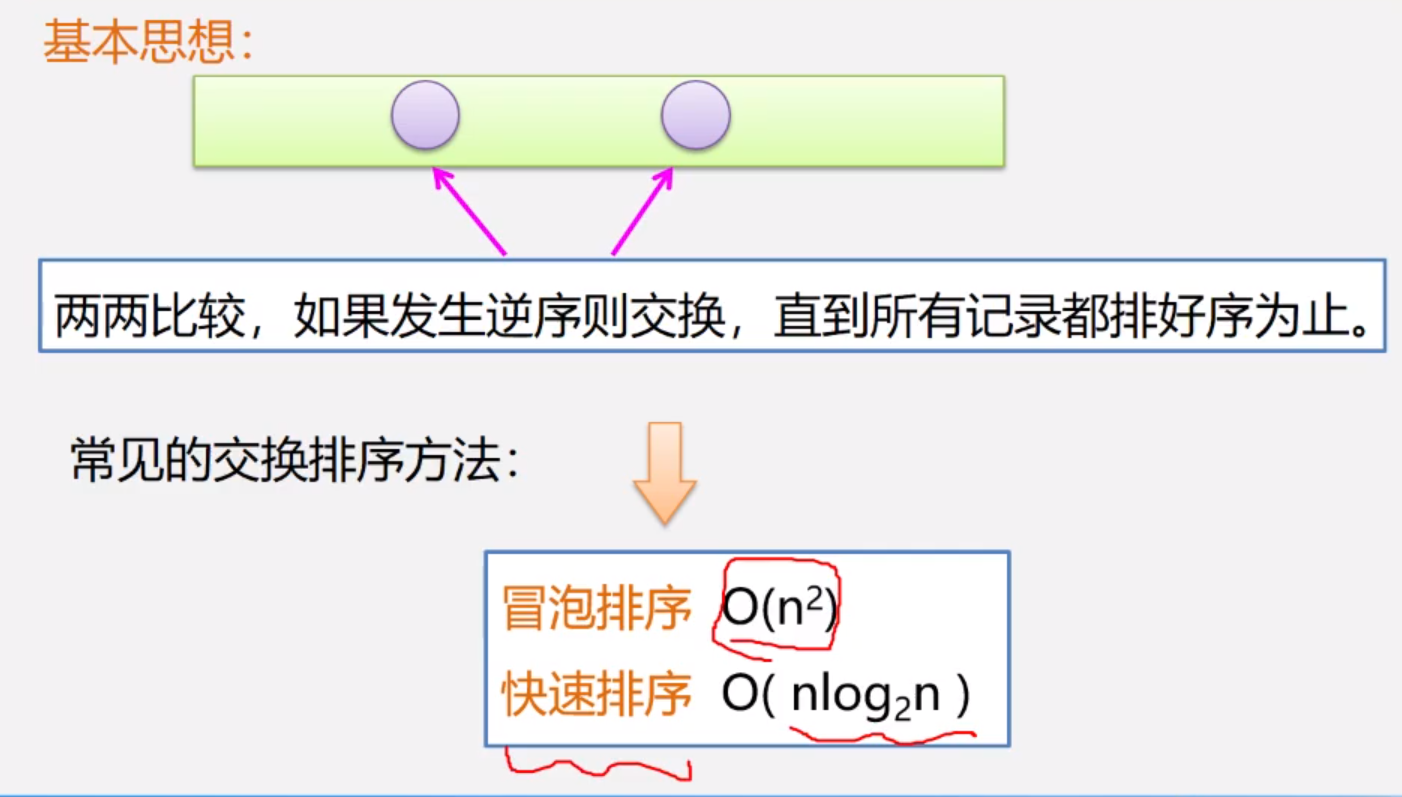 基本思想：
两两比较，如果发生逆序则交换，直到所有记录都排好序为止。
常见的交换排序方法：
冒泡排序 O(n²)
快速排序 O( nlog₂n )